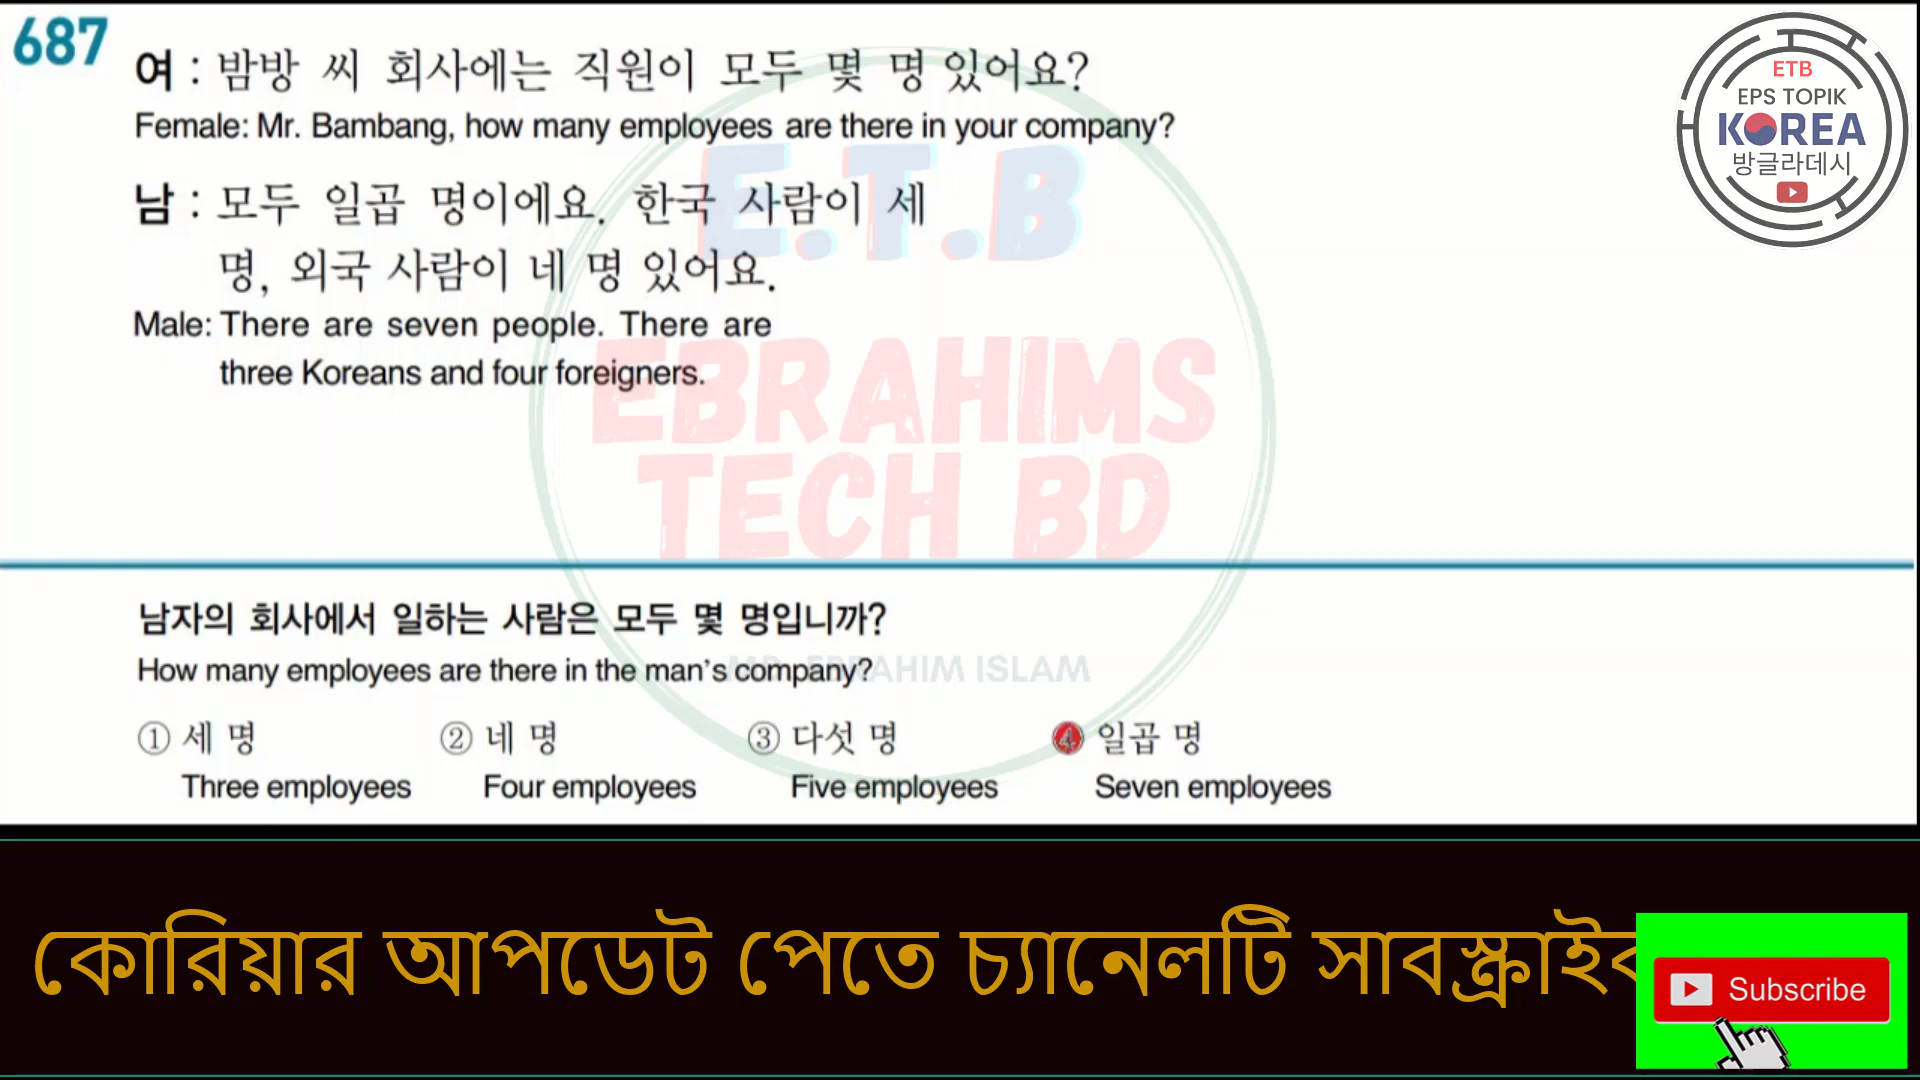 687
여 : 밤방 씨 회사에는 직원이 모두 몇 명 있어요?
Female: Mr. Bambang, how many employees are there in your company?
남 : 모두 일곱 명이에요. 한국 사람이 세
명, 외국 사람이 네 명 있어요.
Male: There are seven people. There are
three Koreans and four foreigners.
ETB
EPS TOPIK
KOREA
방글라데시
E.T.B
EBRAHIMS
TECH BD
남자의 회사에서 일하는 사람은 모두 몇 명입니까?
How many employees are there in the man's company?
EBRAHIM ISLAM
① 세 명 ② 네 명 ③ 다섯 명 ④ 일곱 명
Three employees Four employees Five employees Seven employees
কোরিয়ার আপডেট পেতে চ্যানেলটি সাবস্ক্রাইব
Subscribe